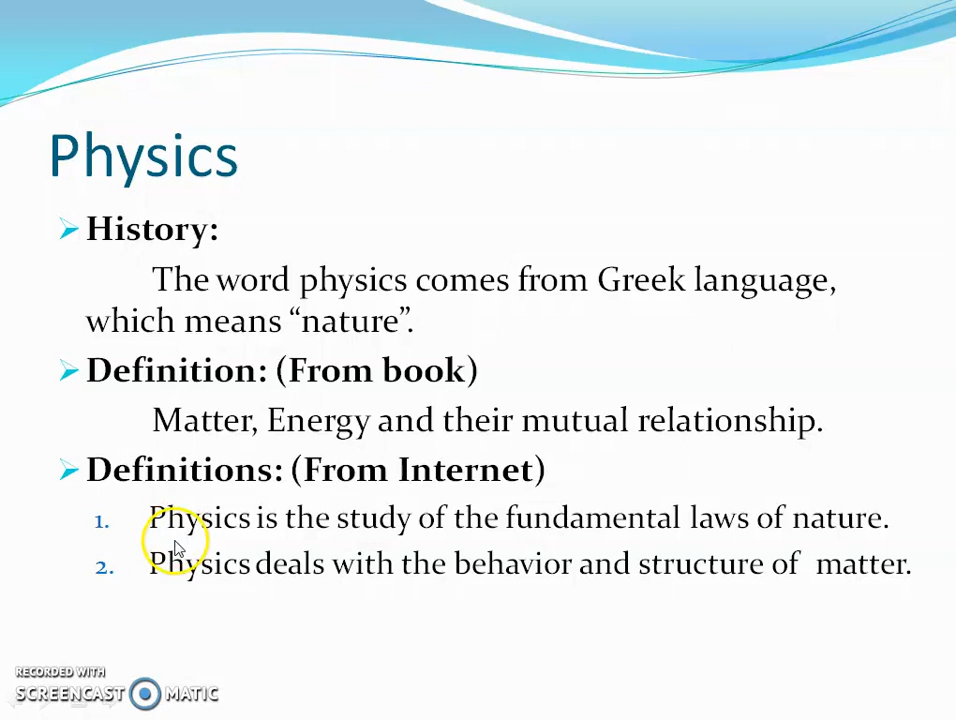 Physics
History:
The word physics comes from Greek language,
which means “nature”.
Definition: (From book)
Matter, Energy and their mutual relationship.
Definitions: (From Internet)
1. Physics is the study of the fundamental laws of nature.
2. Physics deals with the behavior and structure of matter.
RECORDED WITH
SCREENCAST MATIC